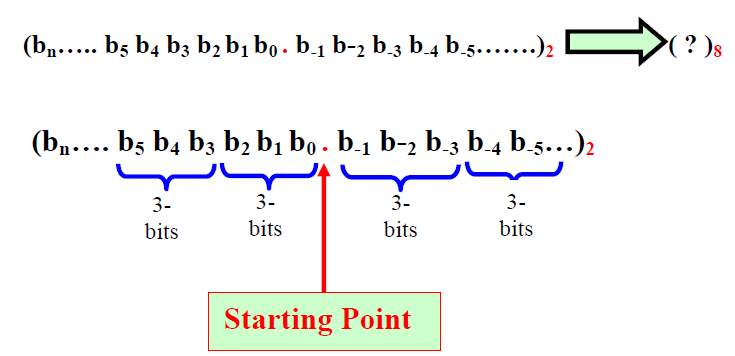 (bₙ….. b₅ b₄ b₃ b₂ b₁ b₀ . b₋₁ b₋₂ b₋₃ b₋₄ b₋₅…….)₂ ( ? )₈
(bₙ…. b₅ b₄ b₃ b₂ b₁ b₀ . b₋₁ b₋₂ b₋₃ b₋₄ b₋₅…)₂
3- 3- 3- 3-
bits bits bits bits
Starting Point